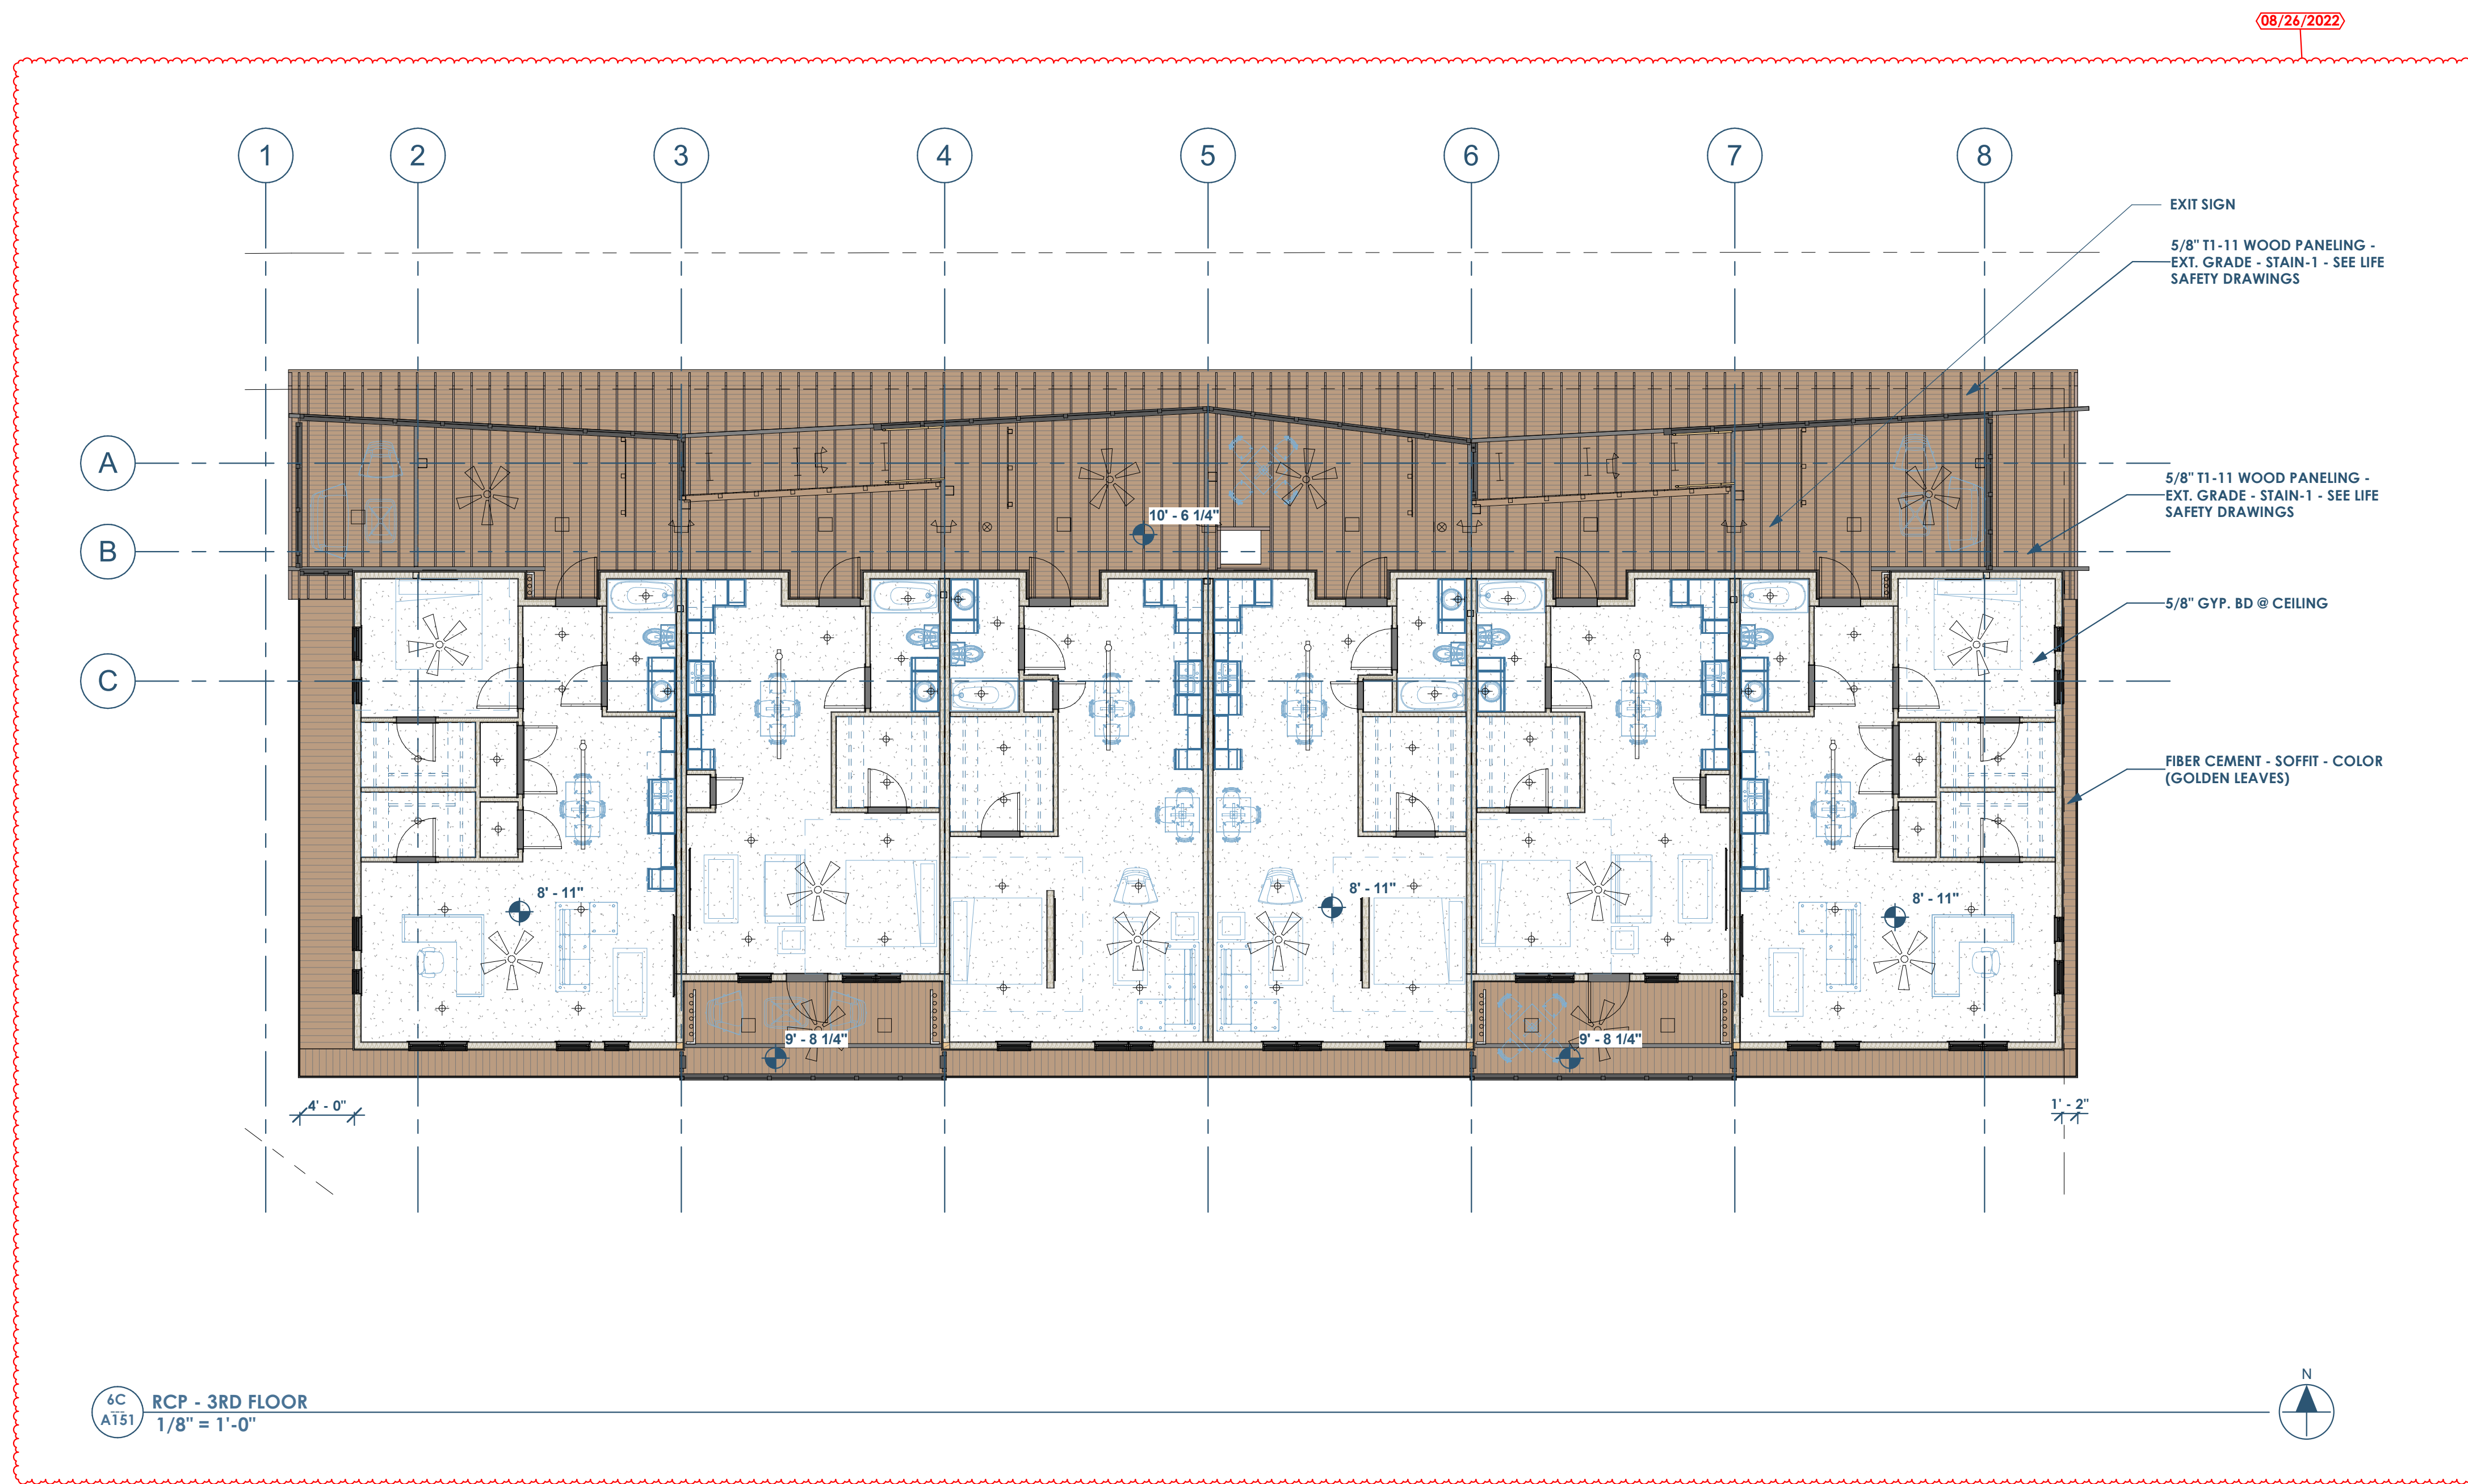 08/26/2022
1
2
3
4
5
6
7
8
EXIT SIGN
5/8" T1-11 WOOD PANELING -
EXT. GRADE - STAIN-1 - SEE LIFE
SAFETY DRAWINGS
A
5/8" T1-11 WOOD PANELING -
EXT. GRADE - STAIN-1 - SEE LIFE
SAFETY DRAWINGS
10' - 6 1/4"
B
5/8" GYP. BD @ CEILING
C
FIBER CEMENT - SOFFIT - COLOR
(GOLDEN LEAVES)
8' - 11"
8' - 11"
8' - 11"
9' - 8 1/4"
9' - 8 1/4"
4' - 0"
1' - 2"
N
6C
---
A151
RCP - 3RD FLOOR
1/8" = 1'-0"